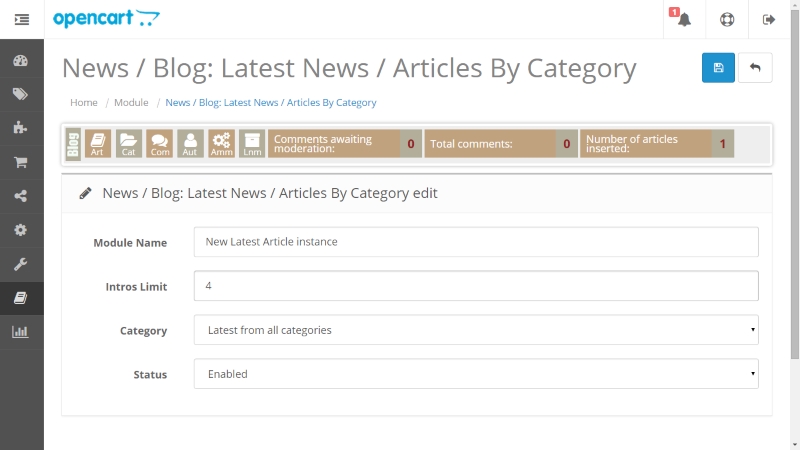 opencart
1
News / Blog: Latest News / Articles By Category
Home / Module / News / Blog: Latest News / Articles By Category
Blog
Art
Cat
Com
Aut
Amm
Lnm
Comments awaiting
moderation:
0
Total comments:
0
Number of articles
inserted:
1
News / Blog: Latest News / Articles By Category edit
Module Name
New Latest Article instance
Intros Limit
4
Category
Latest from all categories
Status
Enabled